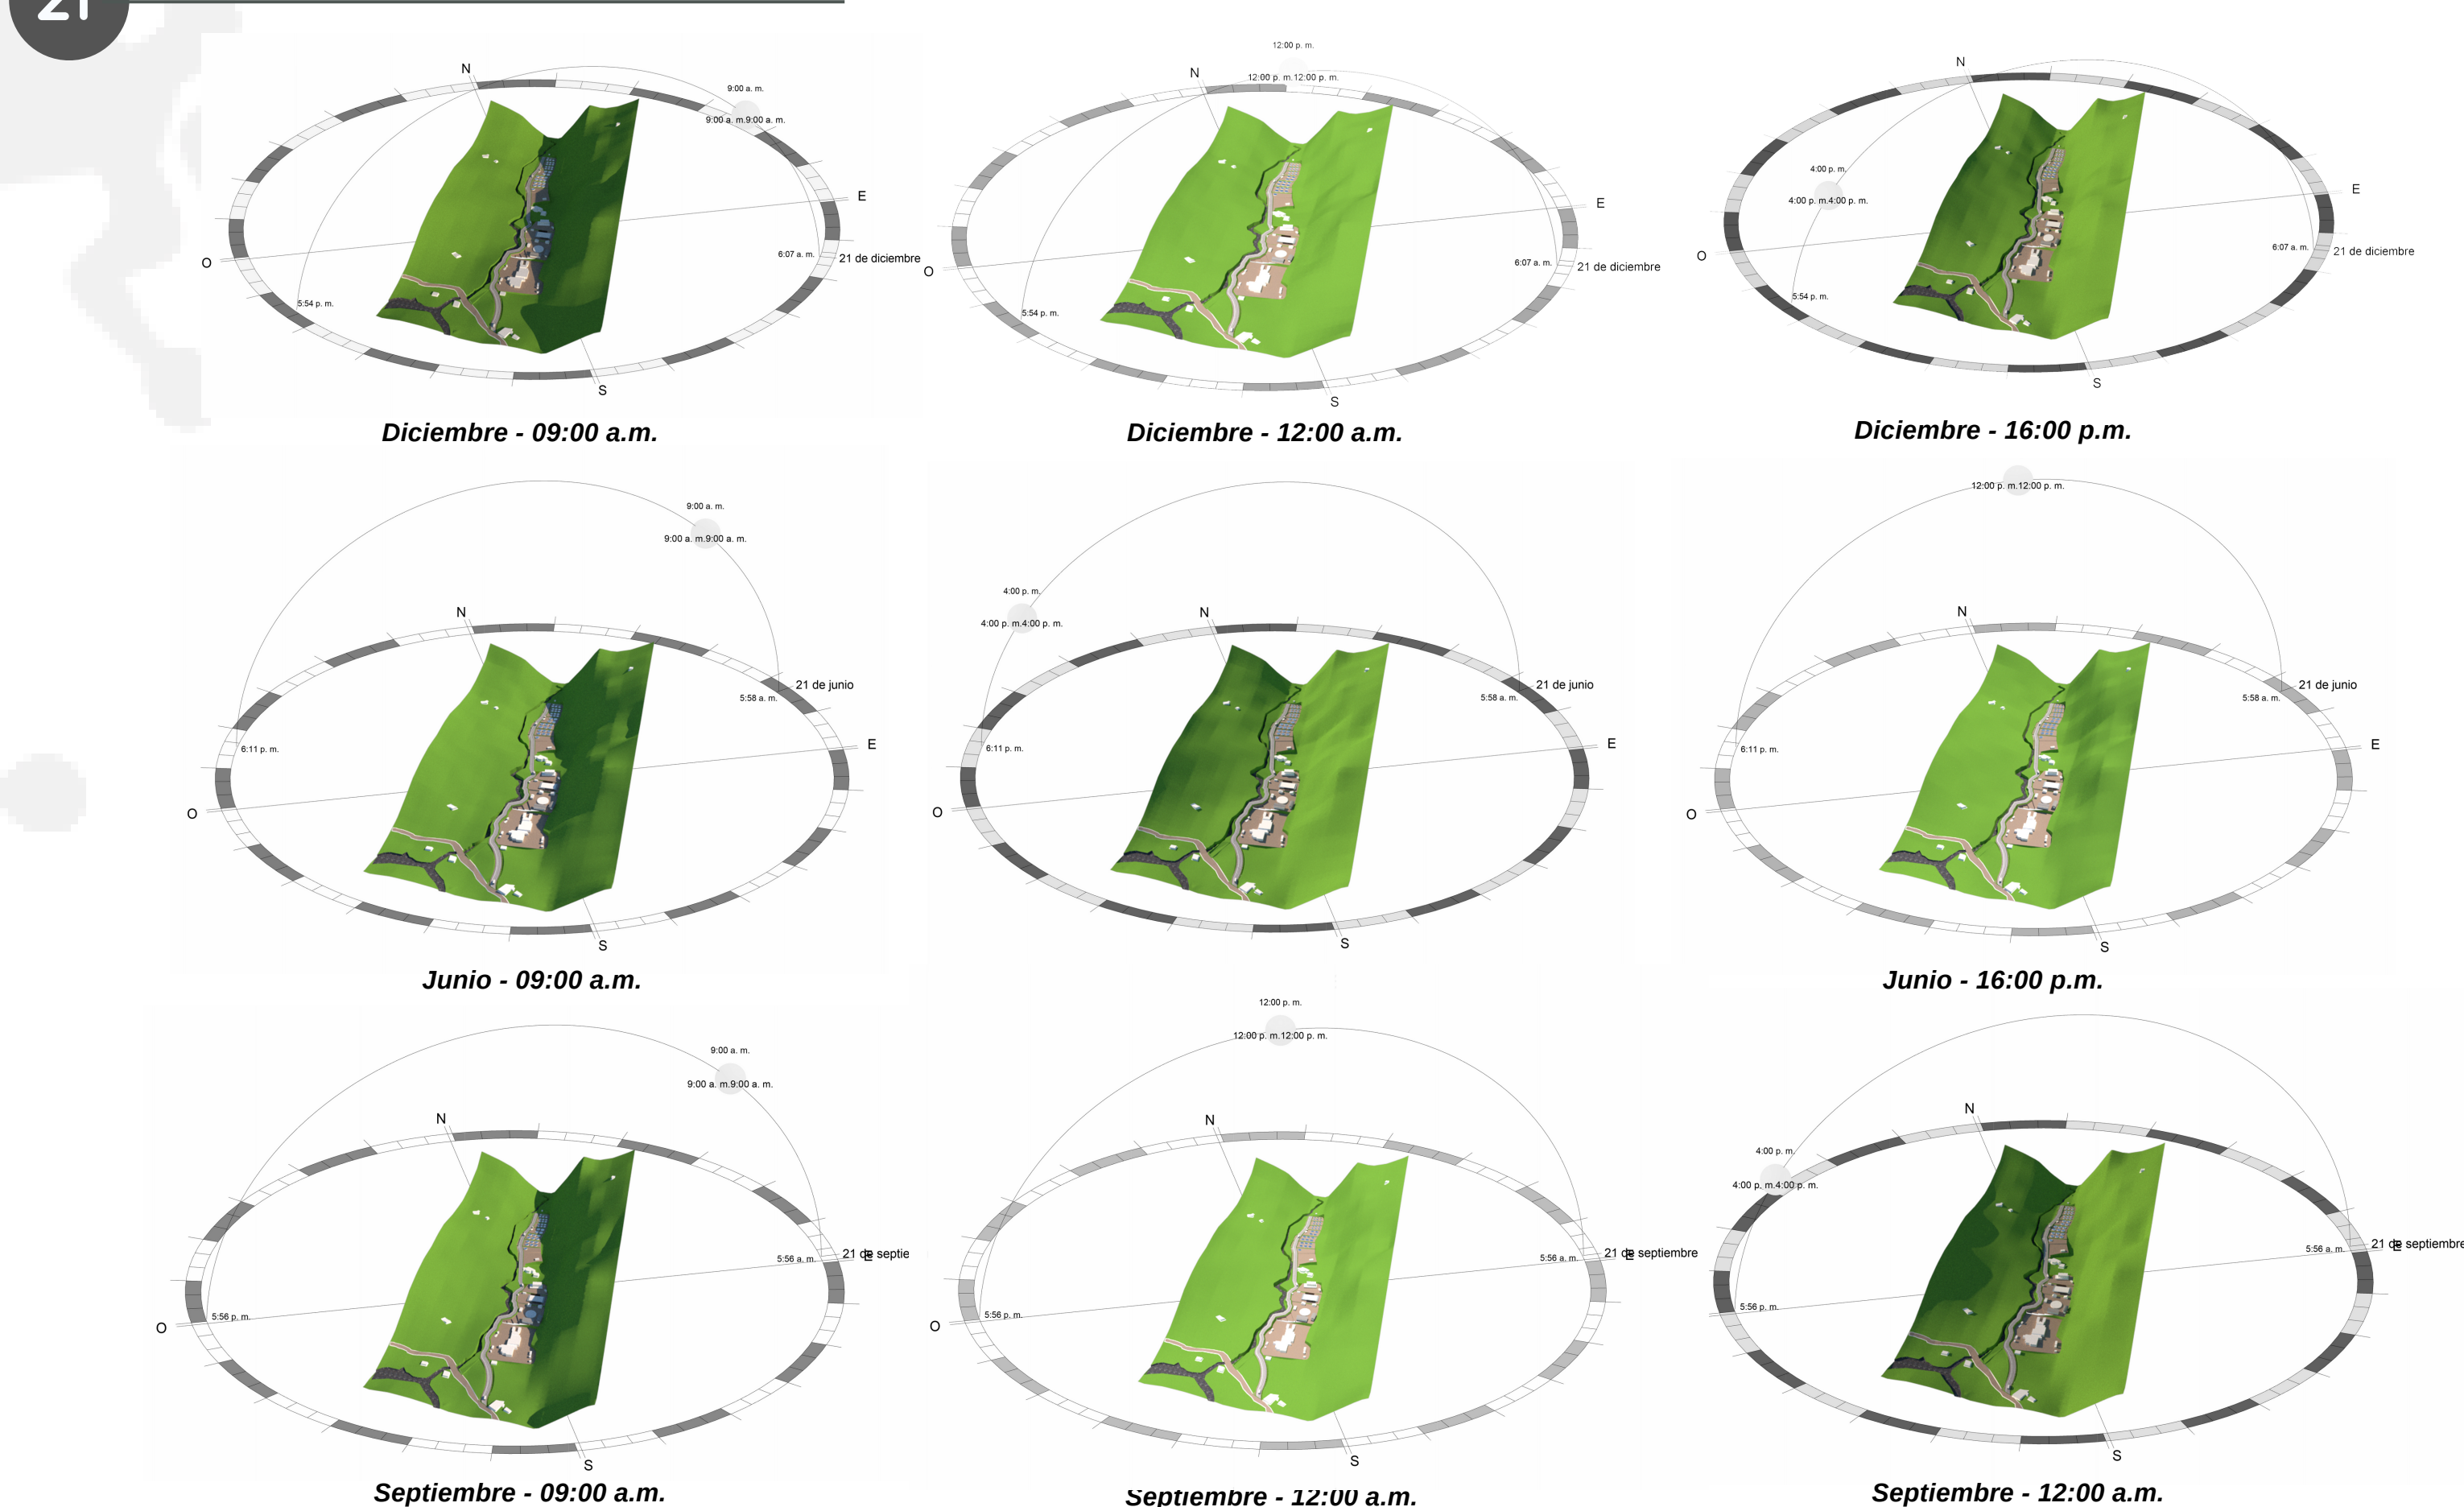 21
N
9:00 a. m.
9:00 a. m.9:00 a. m.
E
6:07 a. m.
21 de diciembre
O
5:54 p. m.
S
Diciembre - 09:00 a.m.
12:00 p. m.
N
12:00 p. m.12:00 p. m.
E
6:07 a. m.
21 de diciembre
O
5:54 p. m.
S
Diciembre - 12:00 a.m.
N
4:00 p. m.
4:00 p. m.4:00 p. m.
E
6:07 a. m.
21 de diciembre
O
5:54 p. m.
S
Diciembre - 16:00 p.m.
9:00 a. m.
9:00 a. m.9:00 a. m.
N
21 de junio
5:58 a. m.
E
6:11 p. m.
O
S
Junio - 09:00 a.m.
4:00 p. m.
4:00 p. m.4:00 p. m.
N
21 de junio
5:58 a. m.
E
6:11 p. m.
O
S
12:00 p. m.12:00 p. m.
N
21 de junio
5:58 a. m.
E
6:11 p. m.
O
S
Junio - 16:00 p.m.
9:00 a. m.
9:00 a. m.9:00 a. m.
N
21 de septie
E
5:56 a. m.
5:56 p. m.
O
S
Septiembre - 09:00 a.m.
12:00 p. m.
12:00 p. m.12:00 p. m.
N
21 de septiembre
E
5:56 a. m.
5:56 p. m.
O
S
Septiembre - 12:00 a.m.
N
4:00 p. m.
4:00 p. m.4:00 p. m.
21 de septiembre
E
5:56 a. m.
5:56 p. m.
S
Septiembre - 12:00 a.m.